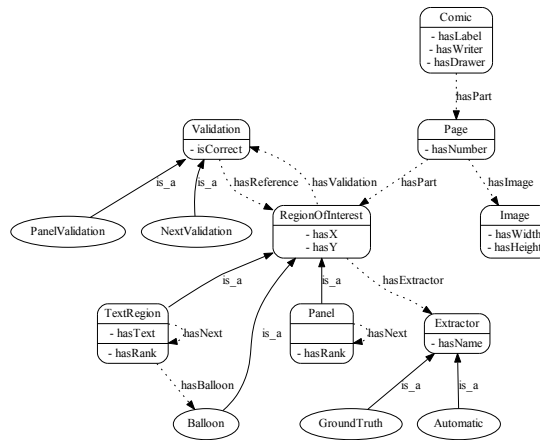 Comic
- hasLabel
- hasWriter
- hasDrawer
hasPart
Validation
- isCorrect
Page
- hasNumber
is_a
is_a
hasReference
hasValidation
hasPart
hasImage
PanelValidation
NextValidation
RegionOfInterest
- hasX
- hasY
Image
- hasWidth
- hasHeight
is_a
is_a
hasExtractor
TextRegion
- hasText
- hasRank
hasNext
is_a
Panel
- hasRank
hasNext
Extractor
- hasName
hasBalloon
is_a
is_a
Balloon
GroundTruth
Automatic